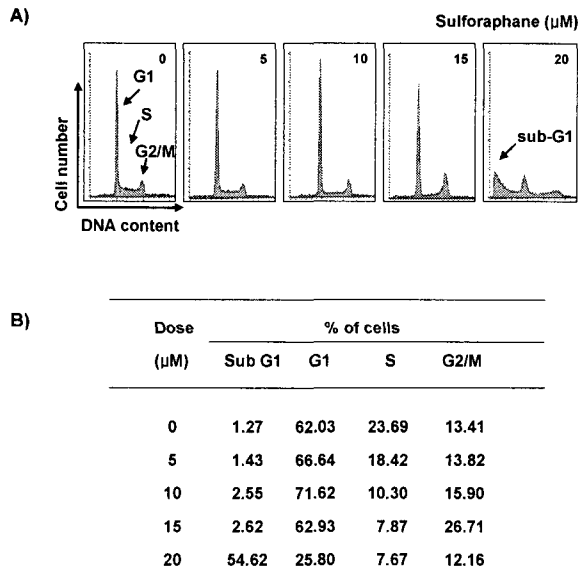 A)
Sulforaphane (μM)
0 5 10 15 20
G1
S
G2/M
sub-G1
Cell number
DNA content
B)
Dose % of cells
(μM) Sub G1 G1 S G2/M
0 1.27 62.03 23.69 13.41
5 1.43 66.64 18.42 13.82
10 2.55 71.62 10.30 15.90
15 2.62 62.93 7.87 26.71
20 54.62 25.80 7.67 12.16